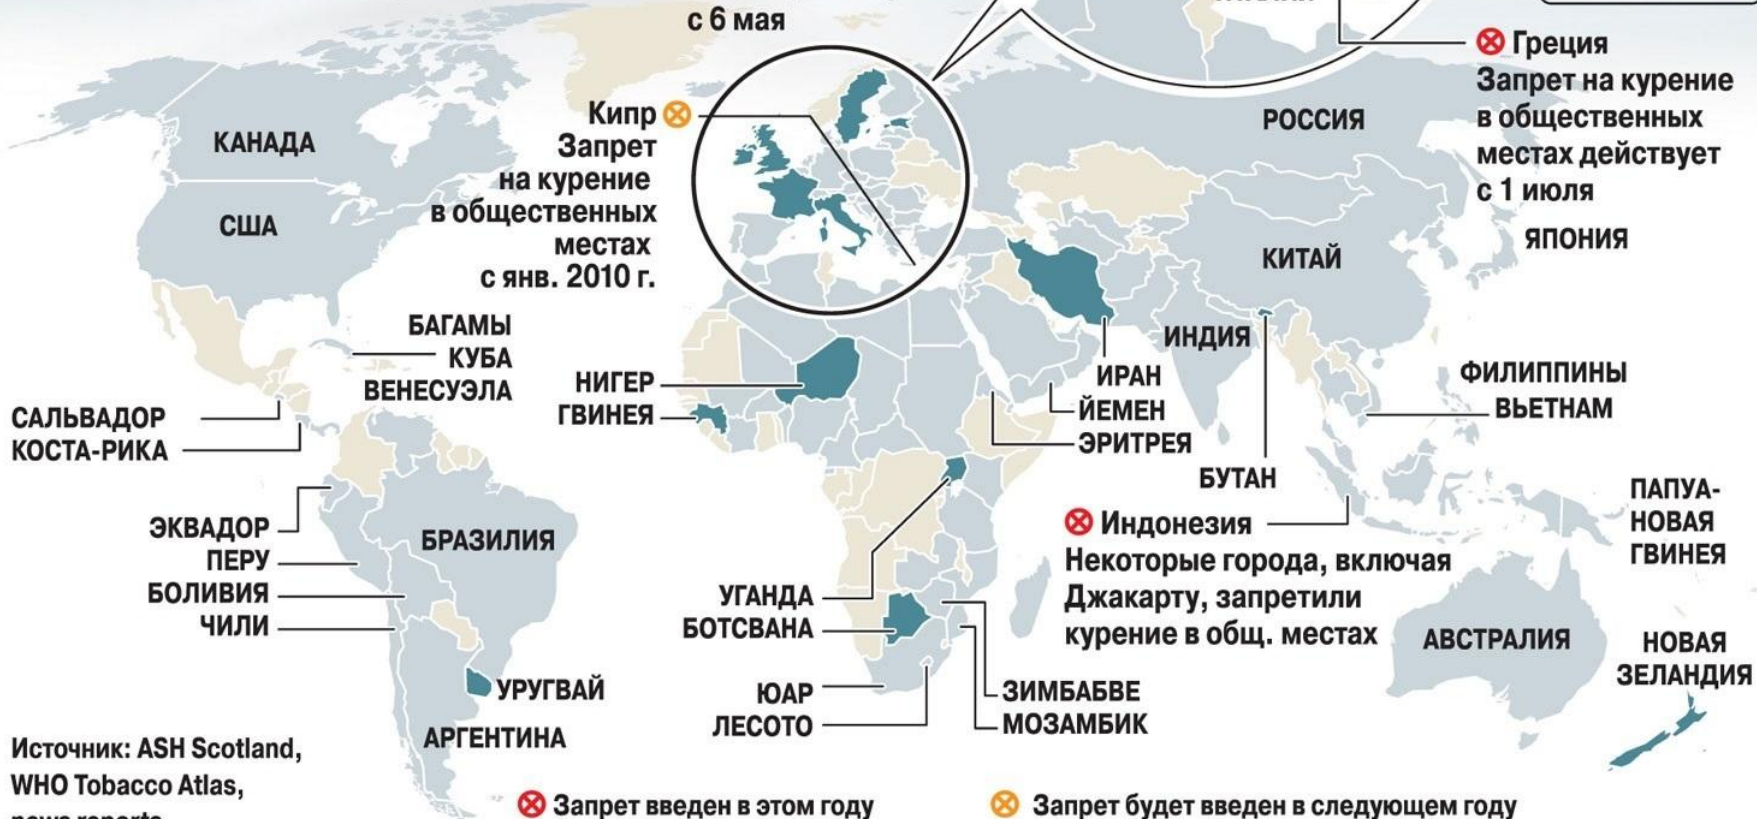 с 6 мая
Греция
Запрет на курение
в общественных
местах действует
с 1 июля
Кипр
Запрет
на курение
в общественных
местах
с янв. 2010 г.
КАНАДА
США
РОССИЯ
ЯПОНИЯ
КИТАЙ
ИНДИЯ
БАГАМЫ
КУБА
ВЕНЕСУЭЛА
САЛЬВАДОР
КОСТА-РИКА
НИГЕР
ГВИНЕЯ
ИРАН
ЙЕМЕН
ЭРИТРЕЯ
БУТАН
ФИЛИППИНЫ
ВЬЕТНАМ
ЭКВАДОР
ПЕРУ
БОЛИВИЯ
ЧИЛИ
БРАЗИЛИЯ
УРУГВАЙ
АРГЕНТИНА
УГАНДА
БОТСВАНА
ЮАР
ЛЕСОТО
ЗИМБАБВЕ
МОЗАМБИК
Индонезия
Некоторые города, включая
Джакарту, запретили
курение в общ. местах
ПАПУА-
НОВАЯ
ГВИНЕЯ
АВСТРАЛИЯ
НОВАЯ
ЗЕЛАНДИЯ
Источник: ASH Scotland,
WHO Tobacco Atlas,
news reports
Запрет введен в этом году
Запрет будет введен в следующем году